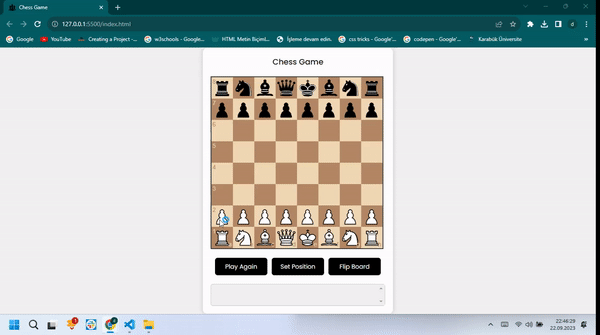 Chess Game
127.0.0.1:5500/index.html
Google YouTube Creating a Project -... w3schools - Google... HTML Metin Biçiml... İşleme devam edin. css tricks - Google'... codepen - Google'... Karabük Üniversite
Chess Game
7
6
5
4
3
Play Again Set Position Flip Board
22:46:29
22.09.2023